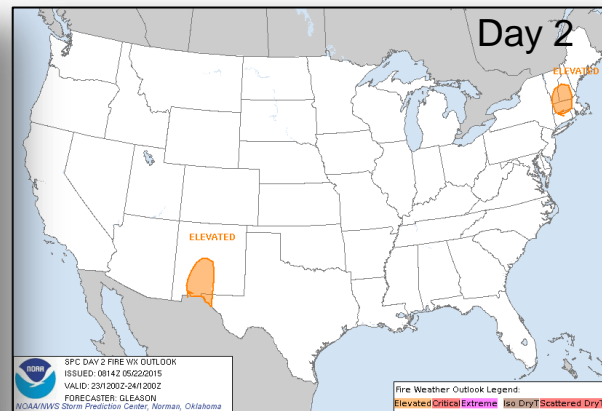 Day 2
ELEVATED
ELEVATED
NOAA
SPC DAY 2 FIRE WX OUTLOOK
ISSUED: 0814Z 05/22/2015
VALID: 23/1200Z-24/1200Z
FORECASTER: GLEASON
NOAA/NWS Storm Prediction Center, Norman, Oklahoma
Fire Weather Outlook Legend:
Elevated Critical Extreme Iso DryT Scattered DryT